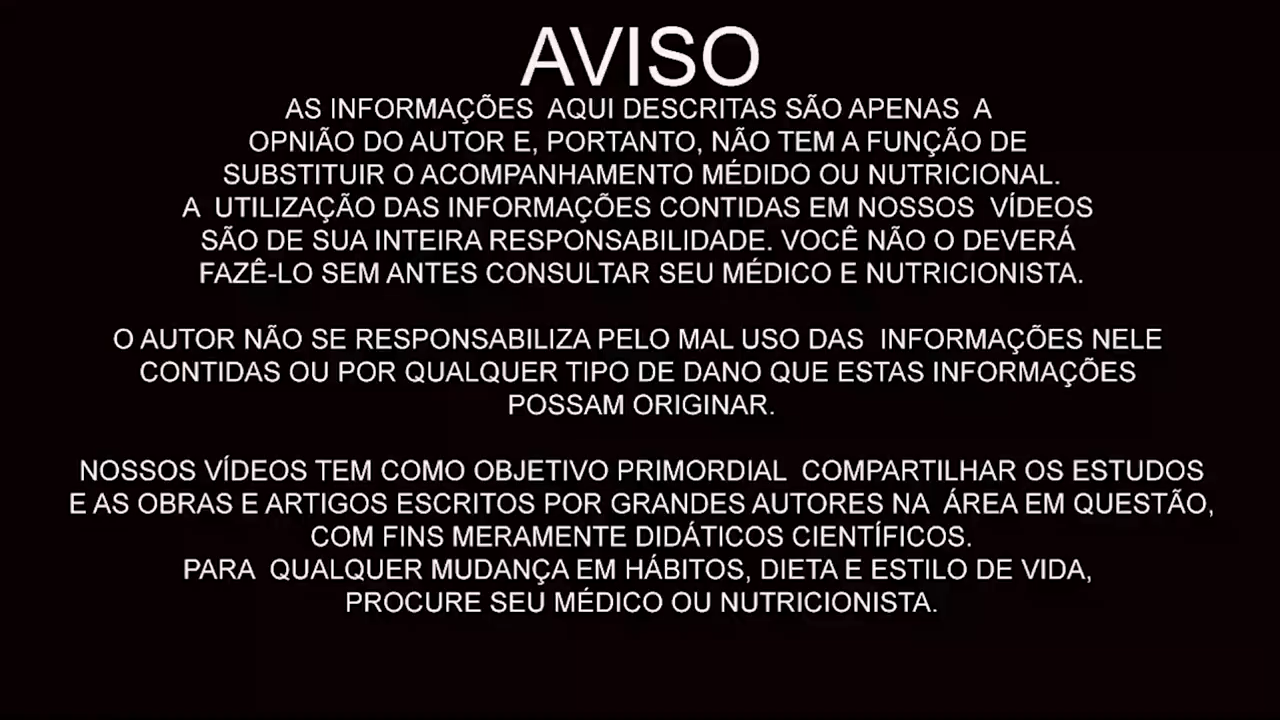 AVISO
AS INFORMAÇÕES AQUI DESCRITAS SÃO APENAS A
OPNIÃO DO AUTOR E, PORTANTO, NÃO TEM A FUNÇÃO DE
SUBSTITUIR O ACOMPANHAMENTO MÉDIDO OU NUTRICIONAL.
A UTILIZAÇÃO DAS INFORMAÇÕES CONTIDAS EM NOSSOS VÍDEOS
SÃO DE SUA INTEIRA RESPONSABILIDADE. VOCÊ NÃO O DEVERÁ
FAZÊ-LO SEM ANTES CONSULTAR SEU MÉDICO E NUTRICIONISTA.
O AUTOR NÃO SE RESPONSABILIZA PELO MAL USO DAS INFORMAÇÕES NELE
CONTIDAS OU POR QUALQUER TIPO DE DANO QUE ESTAS INFORMAÇÕES
POSSAM ORIGINAR.
NOSSOS VÍDEOS TEM COMO OBJETIVO PRIMORDIAL COMPARTILHAR OS ESTUDOS
E AS OBRAS E ARTIGOS ESCRITOS POR GRANDES AUTORES NA ÁREA EM QUESTÃO,
COM FINS MERAMENTE DIDÁTICOS CIENTÍFICOS.
PARA QUALQUER MUDANÇA EM HÁBITOS, DIETA E ESTILO DE VIDA,
PROCURE SEU MÉDICO OU NUTRICIONISTA.